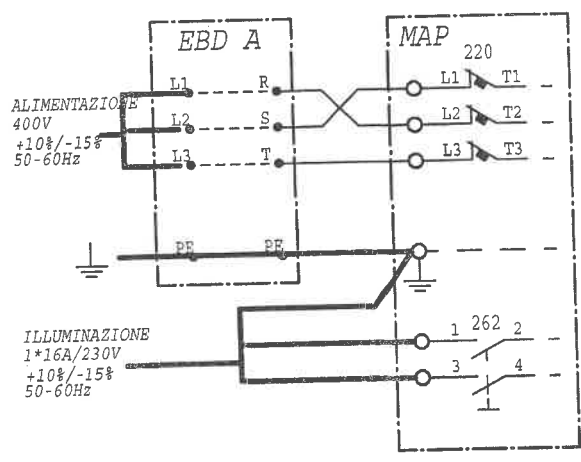 EBD A
MAP
220
L1 R L1 T1
ALIMENTAZIONE
400V
+10%/-15%
50-60Hz
L2 S L2 T2
L3 T L3 T3
PE PE
ILLUMINAZIONE
1*16A/230V
+10%/-15%
50-60Hz
1 262 2
3 4